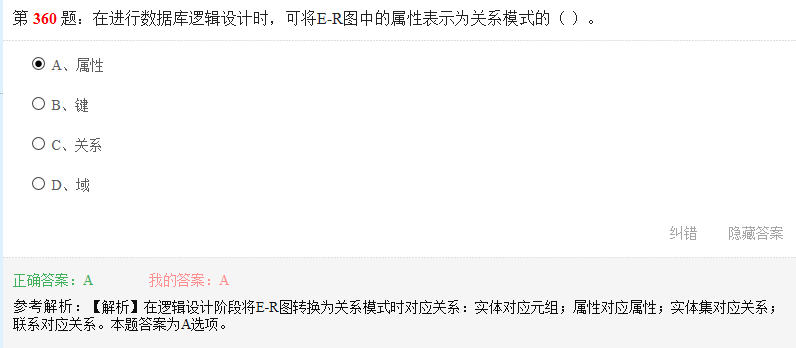 第 360 题：在进行数据库逻辑设计时，可将E-R图中的属性表示为关系模式的（ ）。
A、属性
B、键
C、关系
D、域
纠错 隐藏答案
正确答案：A 我的答案：A
参考解析：【解析】在逻辑设计阶段将E-R图转换为关系模式时对应关系：实体对应元组；属性对应属性；实体集对应关系；
联系对应关系。本题答案为A选项。